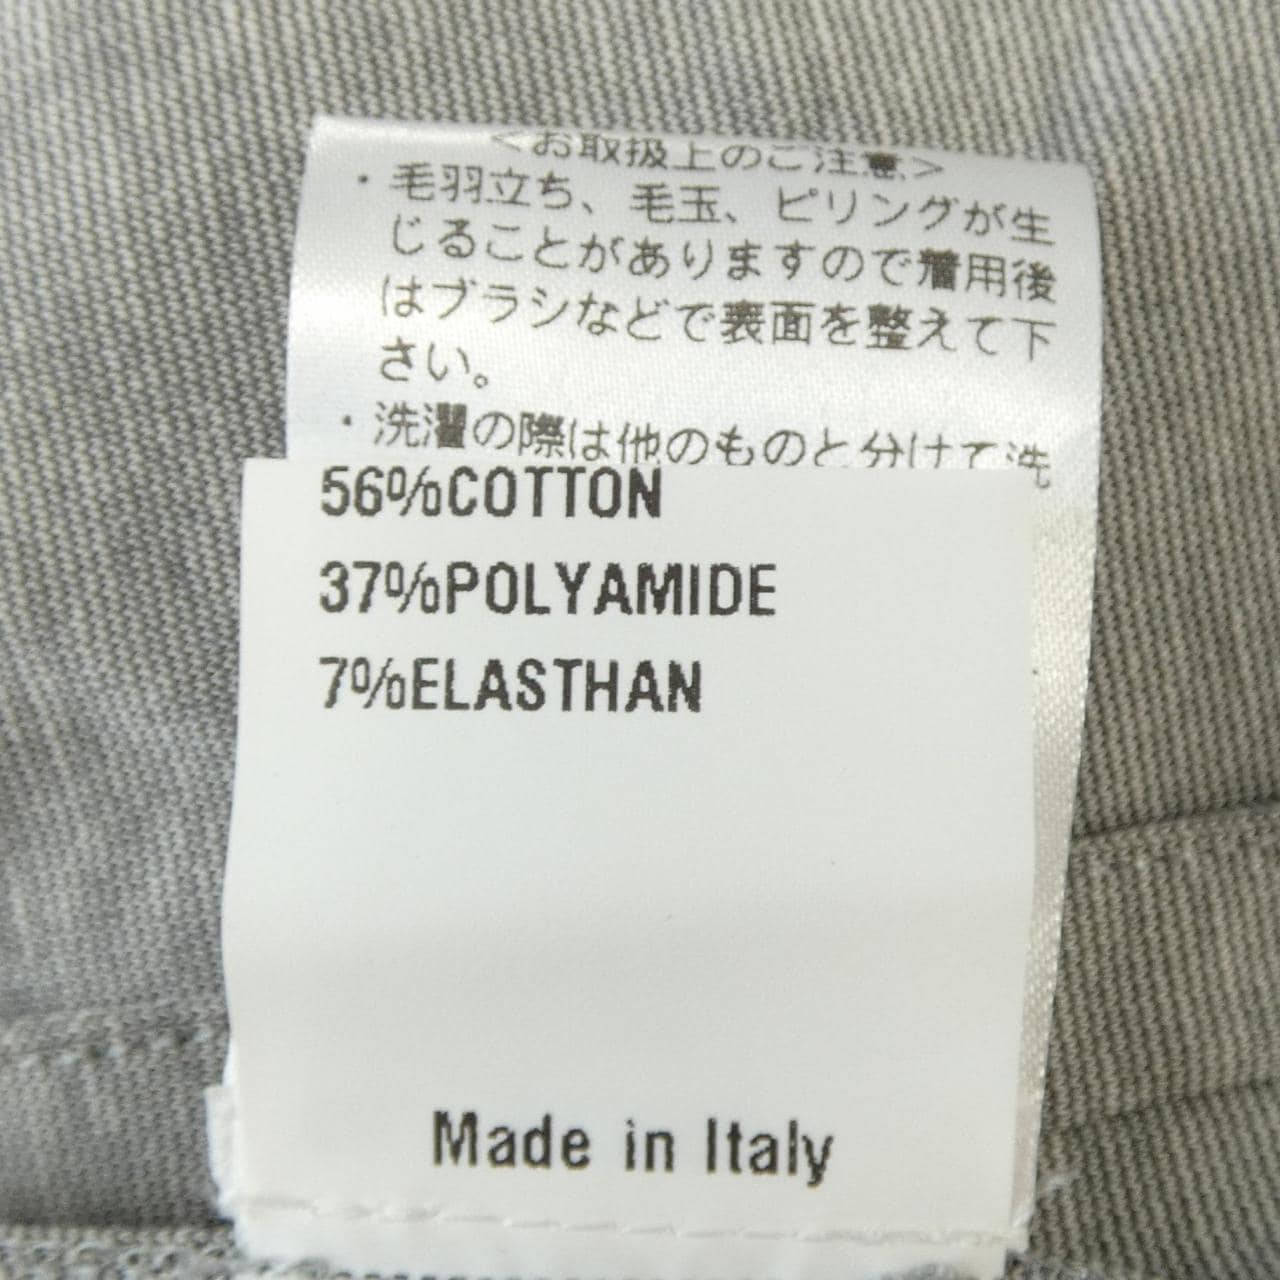 <お取扱上のご注意>
・毛羽立ち、毛玉、ピリングが生
じることがありますので着用後
はブラシなどで表面を整えて下
さい。
・洗濯の際は他のものと分けて洗
56%COTTON
37%POLYAMIDE
7%ELASTHAN
Made in Italy